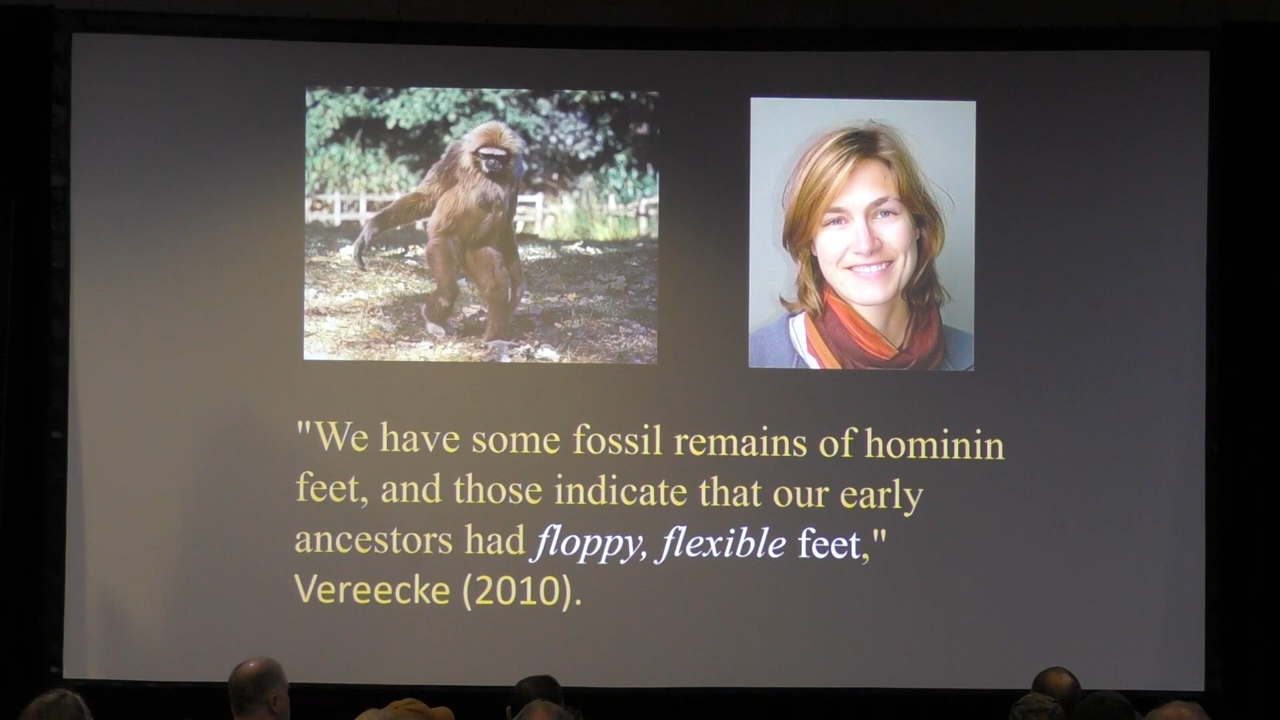 "We have some fossil remains of hominin
feet, and those indicate that our early
ancestors had floppy, flexible feet,"
Vereecke (2010).